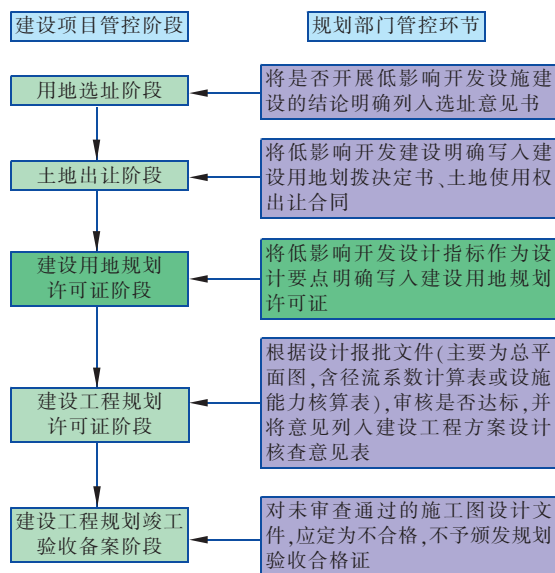 建设项目管控阶段
规划部门管控环节
用地选址阶段
将是否开展低影响开发设施建
设的结论明确列入选址意见书
土地出让阶段
将低影响开发建设明确写入建
设用地划拨决定书、土地使用权
出让合同
建设用地规划
许可证阶段
将低影响开发设计指标作为设
计要点明确写入建设用地规划
许可证
建设工程规划
许可证阶段
根据设计报批文件(主要为总平
面图,含径流系数计算表或设施
能力核算表),审核是否达标,并
将意见列入建设工程方案设计
核查意见表
建设工程规划竣工
验收备案阶段
对未审查通过的施工图设计文
件,应定为不合格,不予颁发规划
验收合格证